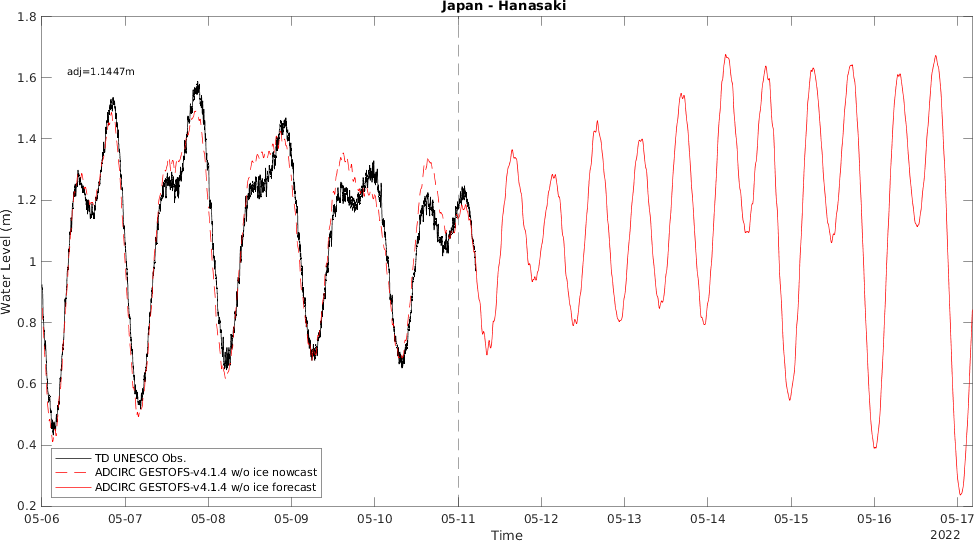 Japan - Hanasaki
1.8
1.6
1.4
1.2
1
0.8
0.6
0.4
0.2
Water Level (m)
adj=1.1447m
TD UNESCO Obs.
ADCIRC GESTOFS-v4.1.4 w/o ice nowcast
ADCIRC GESTOFS-v4.1.4 w/o ice forecast
05-06 05-07 05-08 05-09 05-10 05-11 05-12 05-13 05-14 05-15 05-16 05-17
Time
2022